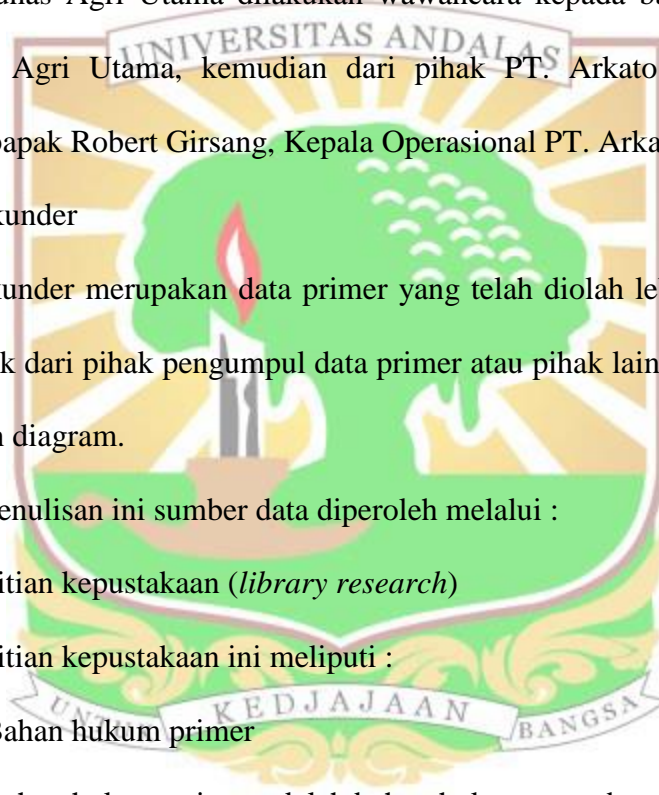 Agri Utama dilakukan wawancara kepada
UNIVERSITAS ANDALAS
Agri Utama, kemudian dari pihak PT. Arkato
bapak Robert Girsang, Kepala Operasional PT.
kunder
kunder merupakan data primer yang telah diolah
dari pihak pengumpul data primer atau pihak lain
diagram.
enulisan ini sumber data diperoleh melalui :
itian kepustakaan (library research)
itian kepustakaan ini meliputi :
UNTUK KEDJAJAAN BANGSA
Bahan hukum primer